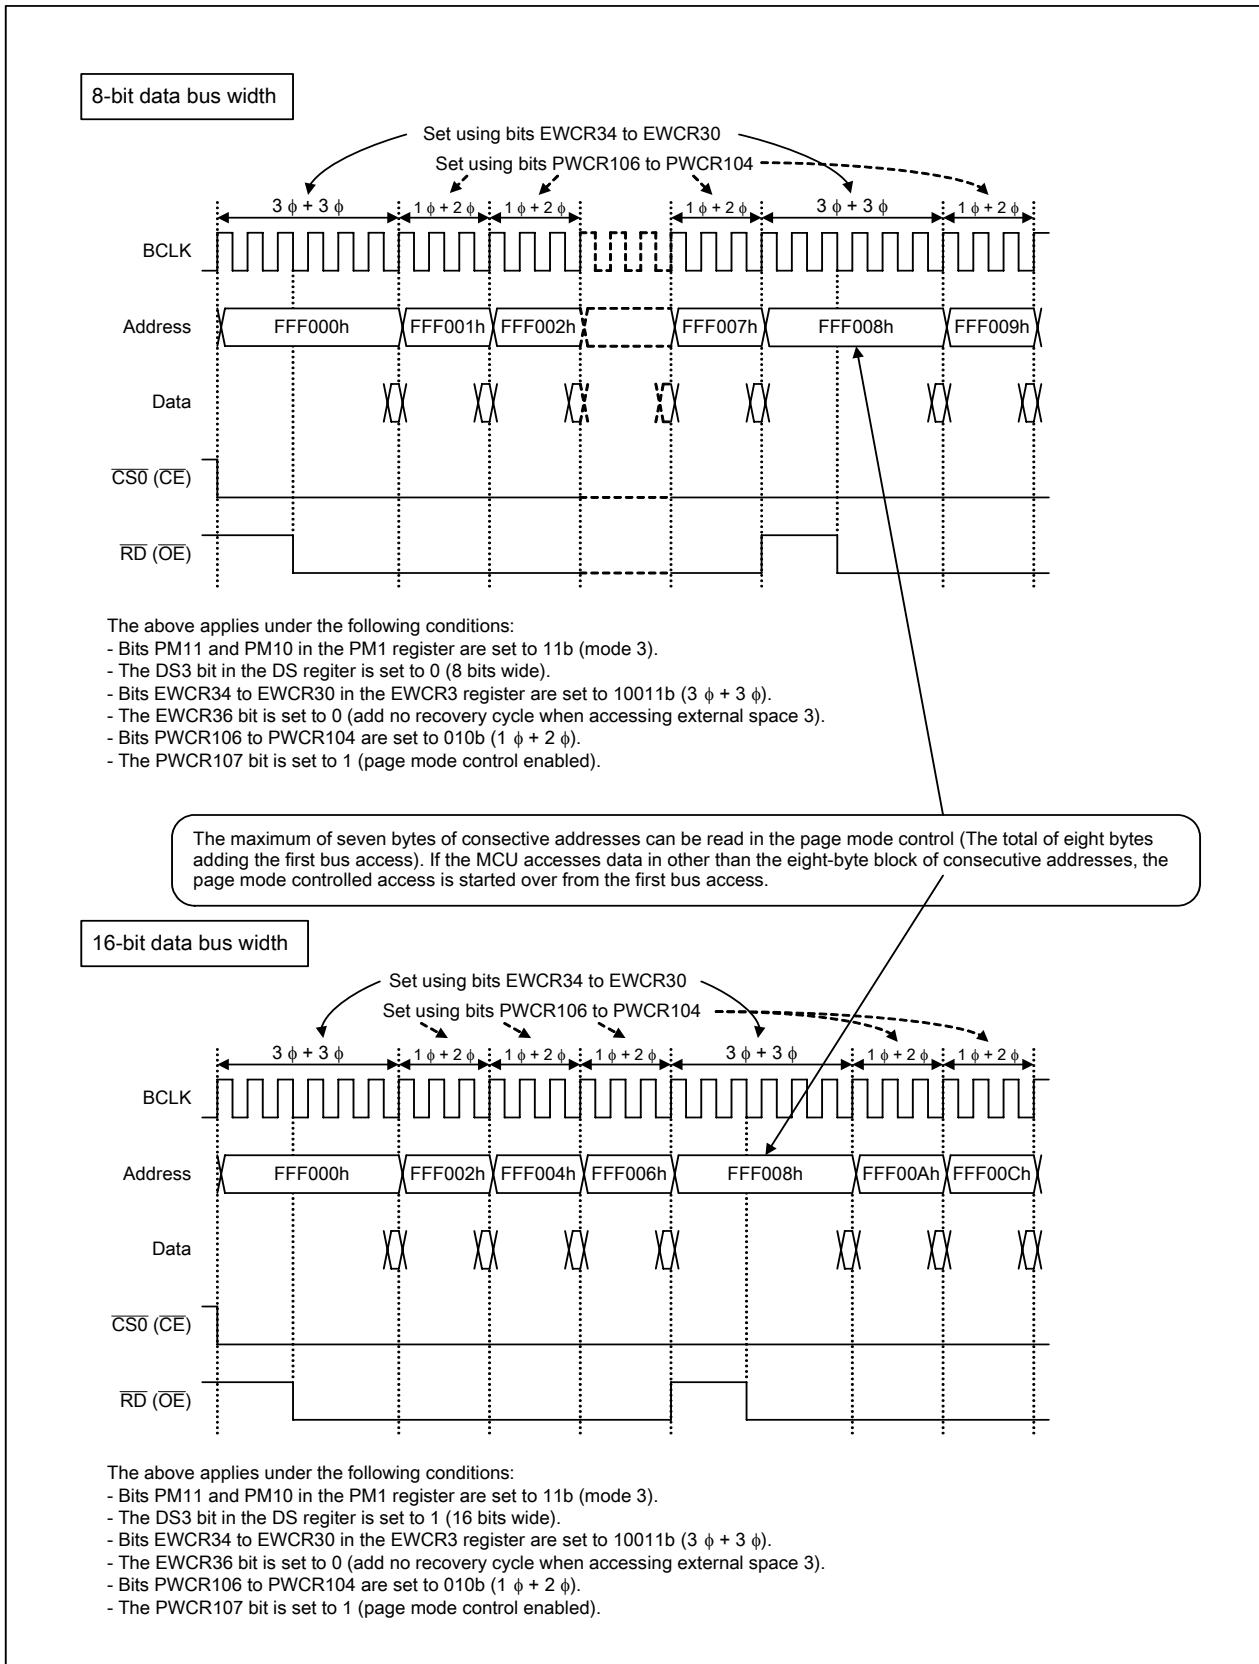 8-bit data bus width
Set using bits EWCR34 to EWCR30
Set using bits PWCR106 to PWCR104
3 ϕ + 3 ϕ 1 ϕ + 2 ϕ 1 ϕ + 2 ϕ 1 ϕ + 2 ϕ 3 ϕ + 3 ϕ 1 ϕ + 2 ϕ
BCLK
Address FFF000h FFF001h FFF002h FFF007h FFF008h FFF009h
Data
CS0 (CE)
RD (OE)
The above applies under the following conditions:
- Bits PM11 and PM10 in the PM1 register are set to 11b (mode 3).
- The DS3 bit in the DS regiter is set to 0 (8 bits wide).
- Bits EWCR34 to EWCR30 in the EWCR3 register are set to 10011b (3 ϕ + 3 ϕ).
- The EWCR36 bit is set to 0 (add no recovery cycle when accessing external space 3).
- Bits PWCR106 to PWCR104 are set to 010b (1 ϕ + 2 ϕ).
- The PWCR107 bit is set to 1 (page mode control enabled).
The maximum of seven bytes of consective addresses can be read in the page mode control (The total of eight bytes
adding the first bus access). If the MCU accesses data in other than the eight-byte block of consecutive addresses, the
page mode controlled access is started over from the first bus access.
16-bit data bus width
Set using bits EWCR34 to EWCR30
Set using bits PWCR106 to PWCR104
3 ϕ + 3 ϕ 1 ϕ + 2 ϕ 1 ϕ + 2 ϕ 1 ϕ + 2 ϕ 3 ϕ + 3 ϕ 1 ϕ + 2 ϕ 1 ϕ + 2 ϕ
BCLK
Address FFF000h FFF002h FFF004h FFF006h FFF008h FFF00Ah FFF00Ch
Data
CS0 (CE)
RD (OE)
The above applies under the following conditions:
- Bits PM11 and PM10 in the PM1 register are set to 11b (mode 3).
- The DS3 bit in the DS regiter is set to 1 (16 bits wide).
- Bits EWCR34 to EWCR30 in the EWCR3 register are set to 10011b (3 ϕ + 3 ϕ).
- The EWCR36 bit is set to 0 (add no recovery cycle when accessing external space 3).
- Bits PWCR106 to PWCR104 are set to 010b (1 ϕ + 2 ϕ).
- The PWCR107 bit is set to 1 (page mode control enabled).